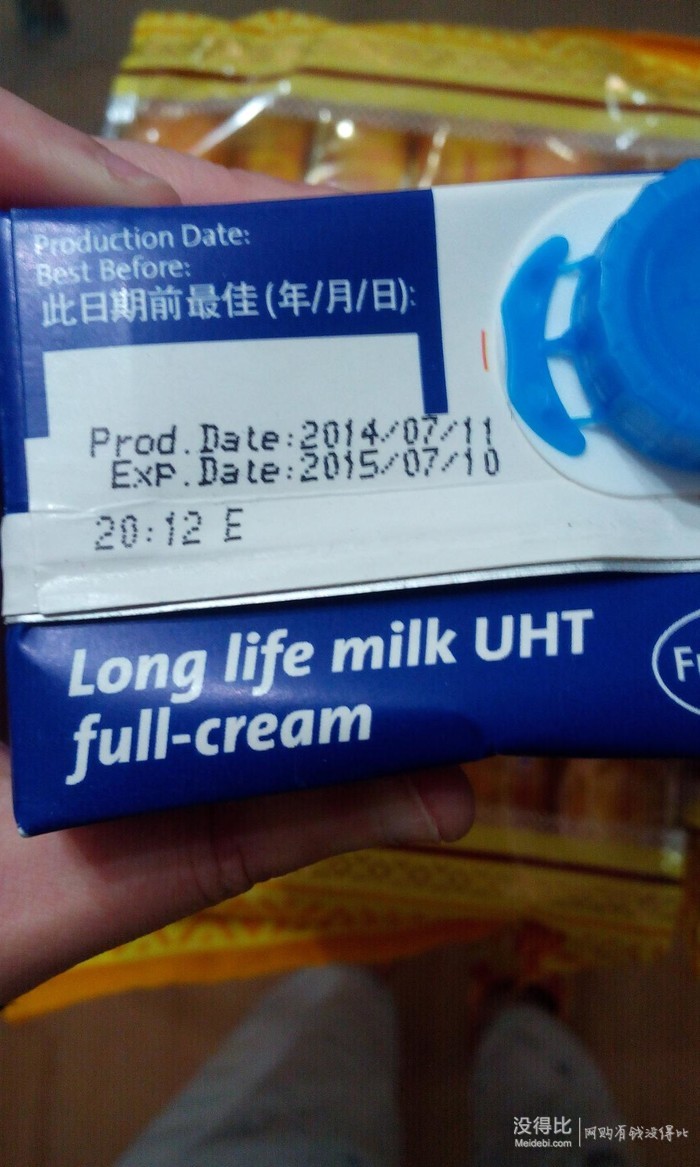 Production Date:
Best Before:
此日期前最佳(年/月/日):
Prod.Date:2014/07/11
Exp.Date:2015/07/10
20:12 E
Long life milk UHT
full-cream
没得比
Meidebi.com
网购有钱没得比